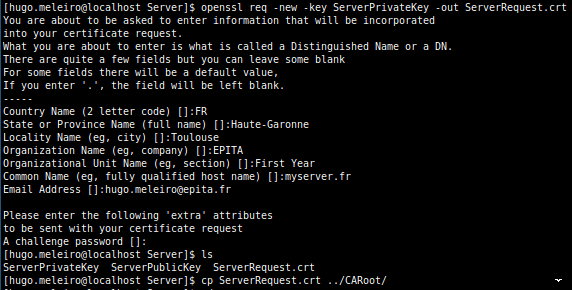 [hugo.meleiro@localhost Server]$ openssl req -new -key ServerPrivateKey -out ServerRequest.crt
You are about to be asked to enter information that will be incorporated
into your certificate request.
What you are about to enter is what is called a Distinguished Name or a DN.
There are quite a few fields but you can leave some blank
For some fields there will be a default value,
If you enter '.', the field will be left blank.
-----
Country Name (2 letter code) []:FR
State or Province Name (full name) []:Haute-Garonne
Locality Name (eg, city) []:Toulouse
Organization Name (eg, company) []:EPITA
Organizational Unit Name (eg, section) []:First Year
Common Name (eg, fully qualified host name) []:myserver.fr
Email Address []:hugo.meleiro@epita.fr

Please enter the following 'extra' attributes
to be sent with your certificate request
A challenge password []:
[hugo.meleiro@localhost Server]$ ls
ServerPrivateKey  ServerPublicKey  ServerRequest.crt
[hugo.meleiro@localhost Server]$ cp ServerRequest.crt ../CARoot/